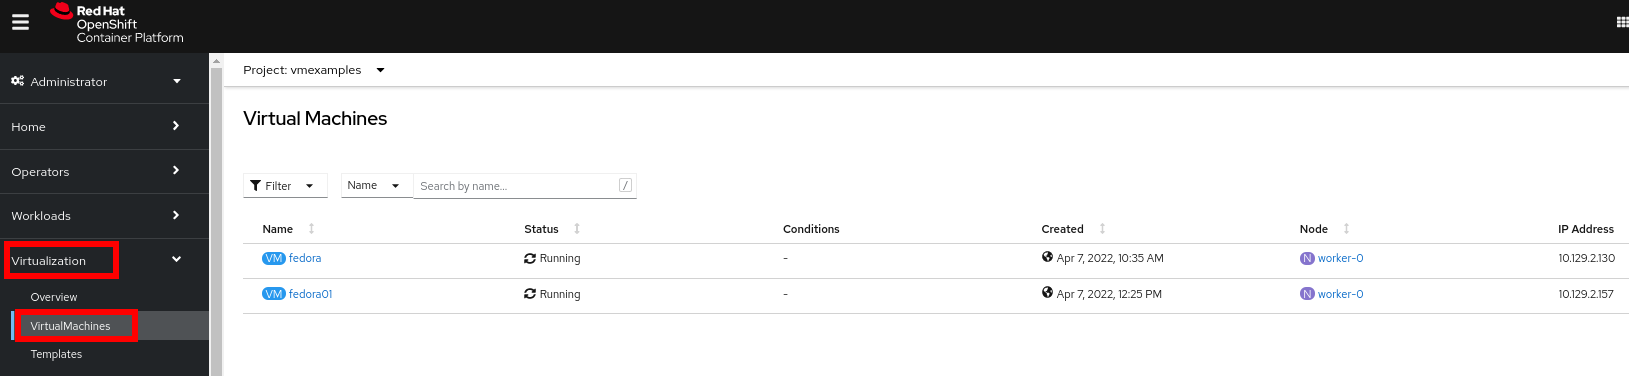 Red Hat
OpenShift
Container Platform
Administrator
Home
Operators
Workloads
Virtualization
Overview
VirtualMachines
Templates
Project: vmexamples
Virtual Machines
Filter Name Search by name... /
Name Status Conditions Created Node IP Address
VM fedora Running - Apr 7, 2022, 10:35 AM N worker-0 10.129.2.130
VM fedora01 Running - Apr 7, 2022, 12:25 PM N worker-0 10.129.2.157